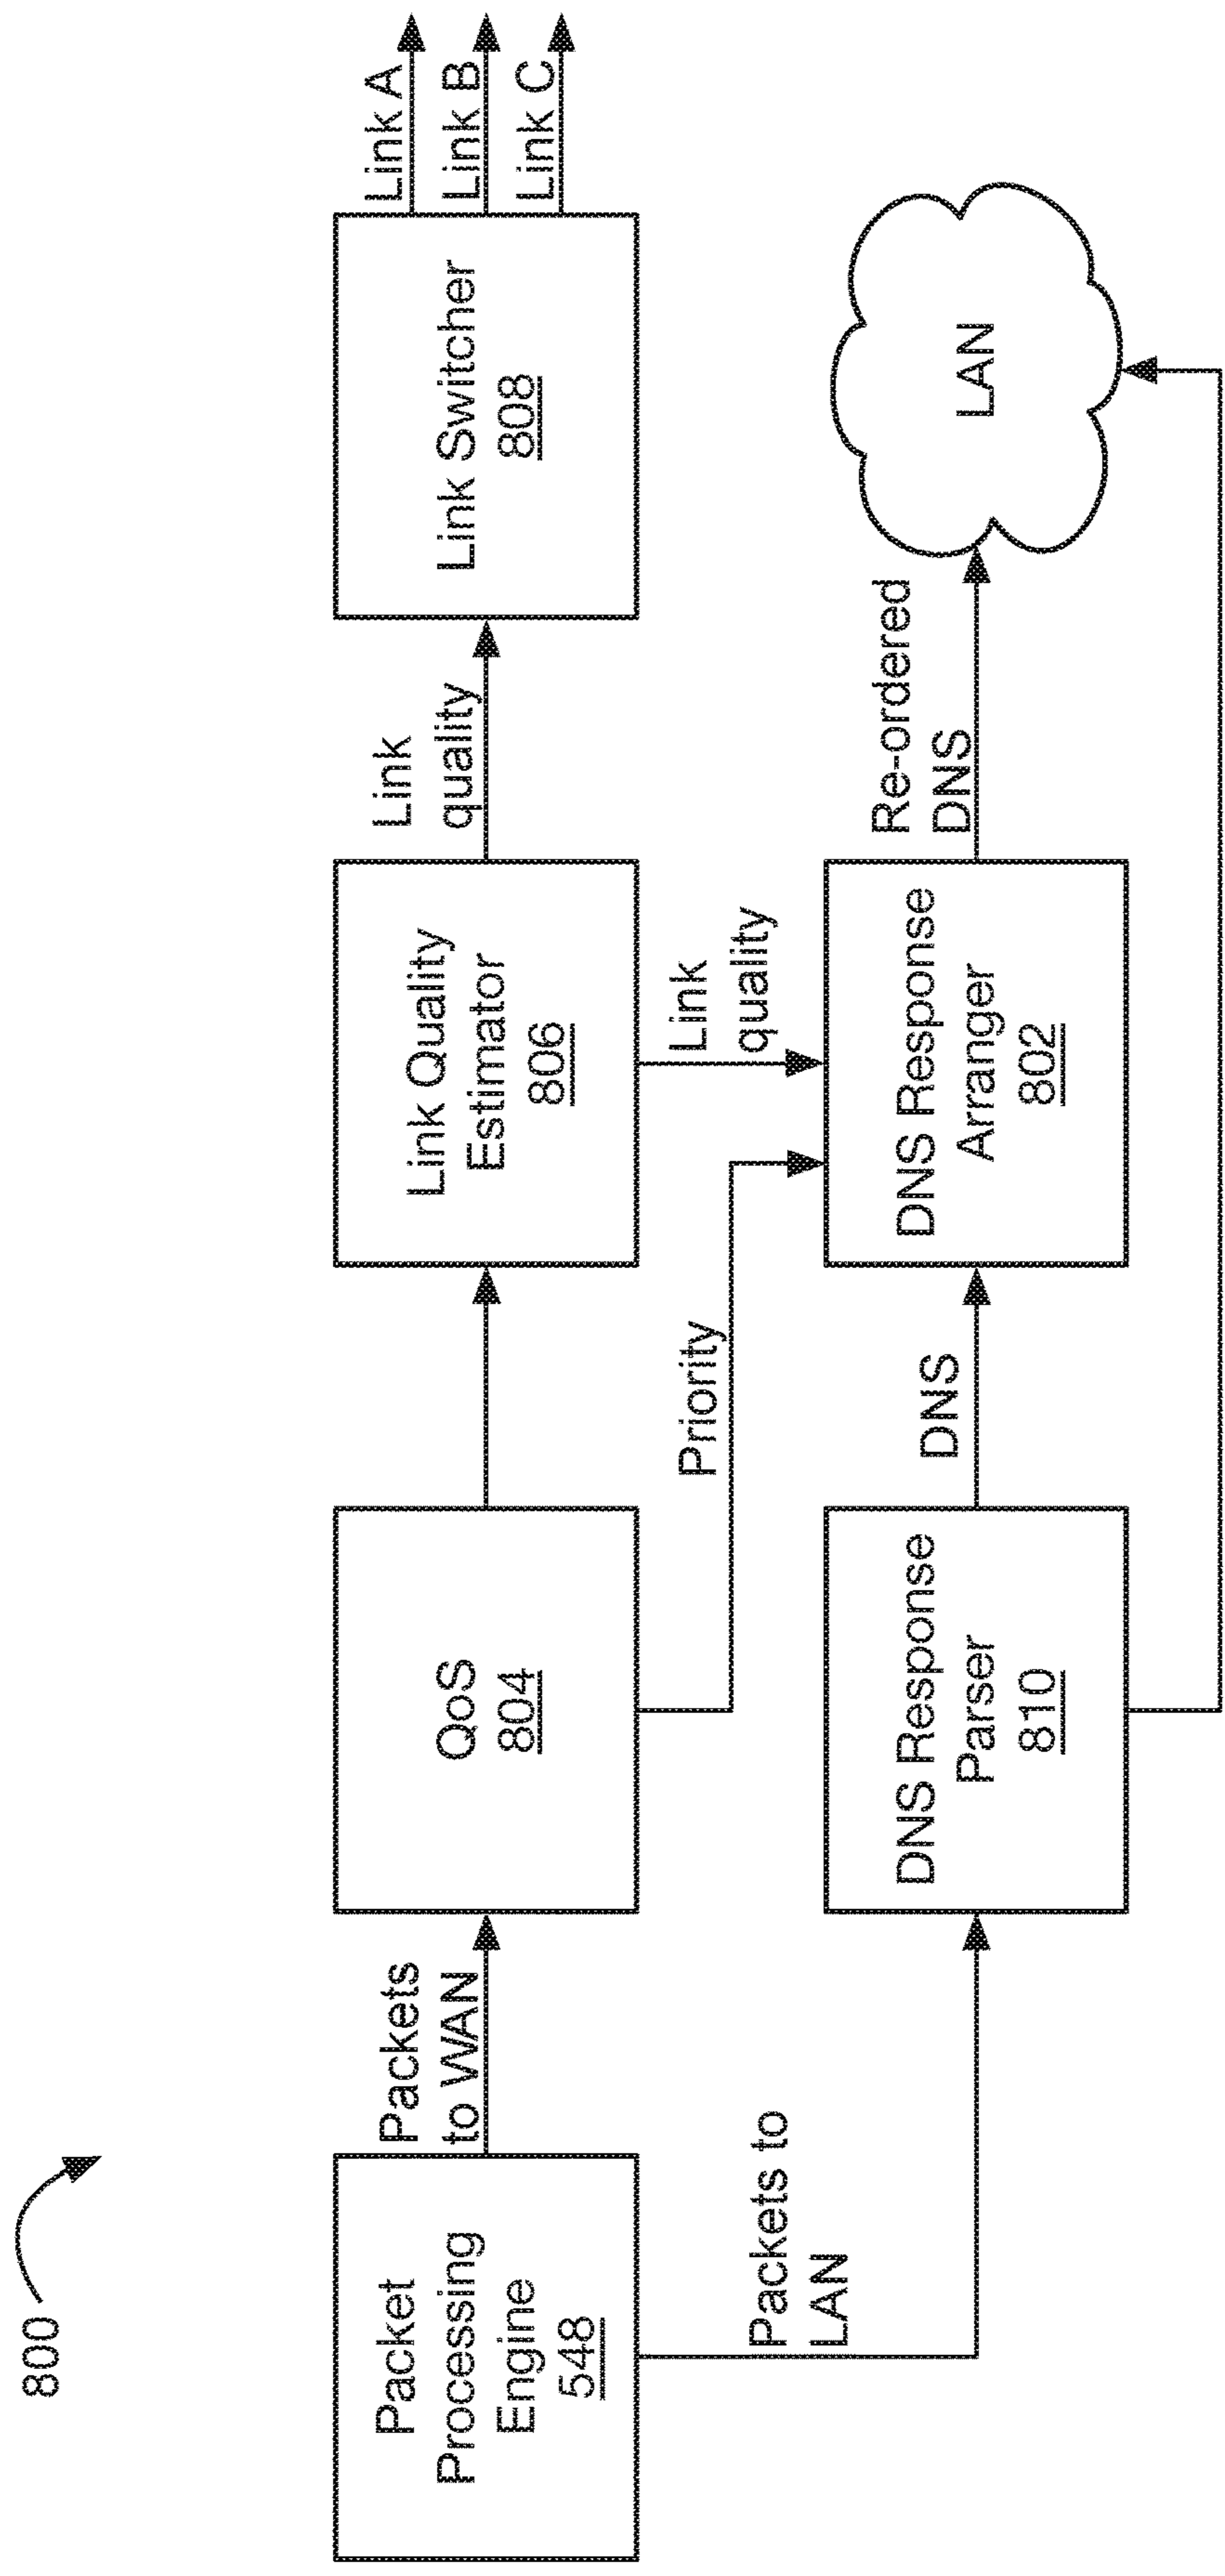 800
Packet
Processing
Engine
548
Packets
to WAN
QoS
804
Link Quality
Estimator
806
Link
quality
Link Switcher
808
Link A
Link B
Link C
Packets to
LAN
Priority
Link
quality
DNS Response
Parser
810
DNS
DNS Response
Arranger
802
Re-ordered
DNS
LAN